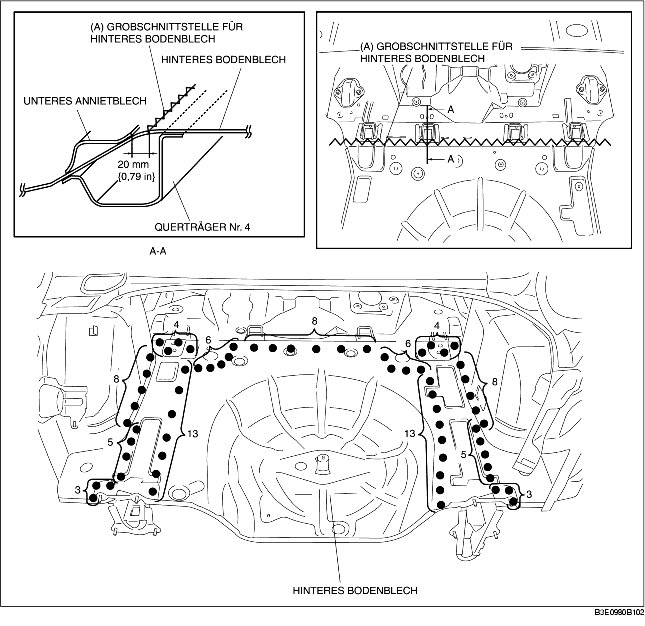 (A) GROBSCHNITTSTELLE FÜR
HINTERES BODENBLECH
HINTERES BODENBLECH
UNTERES ANNIETBLECH
20 mm
{0,79 in}
QUERTRÄGER Nr. 4
A-A
(A) GROBSCHNITTSTELLE FÜR
HINTERES BODENBLECH
A
A
8
4
4
6
6
8
8
13
13
5
5
3
3
HINTERES BODENBLECH
B3E0980B102